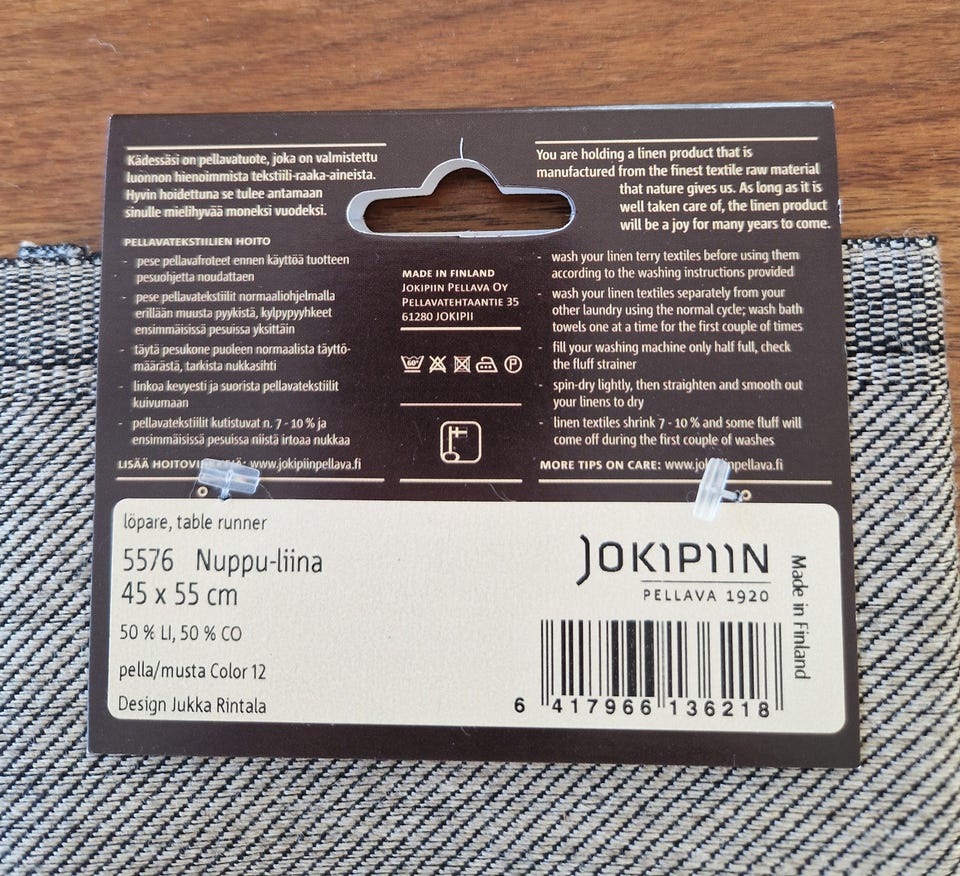 Kädessäsi on pellavatuote, joka on valmistettu
luonnon hienoimmista tekstiili-raaka-aineista.
Hyvin hoidettuna se tulee antamaan
sinulle mielihyvää moneksi vuodeksi.
PELLAVATEKSTIILIEN HOITO
- pese pellavafroteet ennen käyttöä tuotteen
pesuohjetta noudattaen
- pese pellavatekstiilit normaaliohjelmalla
erillään muusta pyykistä, kylpypyyhkeet
ensimmäisissä pesuissa yksittäin
- täytä pesukone puoleen normaalista täyttö-
määrästä, tarkista nukkasihti
- linkoa kevyesti ja suorista pellavatekstiilit
kuivumaan
- pellavatekstiilit kutistuvat n. 7 - 10 % ja
ensimmäisissä pesuissa niistä irtoaa nukkaa
LISÄÄ www.jokipiinpellava.fi
MADE IN FINLAND
JOKIPIIN PELLAVA OY
PELLAVATEHTAANTIE 35
61280 JOKIPII
60°
P
You are holding a linen product that is
manufactured from the finest textile raw material
that nature gives us. As long as it is
well taken care of, the linen product
will be a joy for many years to come.
- wash your linen terry textiles before using them
according to the washing instructions provided
- wash your linen textiles separately from your
other laundry using the normal cycle; wash bath
towels one at a time for the first couple of times
- fill your washing machine only half full, check
the fluff strainer
- spin-dry lightly, then straighten and smooth out
your linens to dry
- linen textiles shrink 7 - 10 % and some fluff will
come off during the first couple of washes
MORE TIPS ON CARE:
löpare, table runner
5576 Nuppu-liina
45 x 55 cm
50 % LI, 50 % CO
pella/musta Color 12
Design Jukka Rintala
JOKIPIIN
PELLAVA 1920
Made in Finland
6 417966 136218